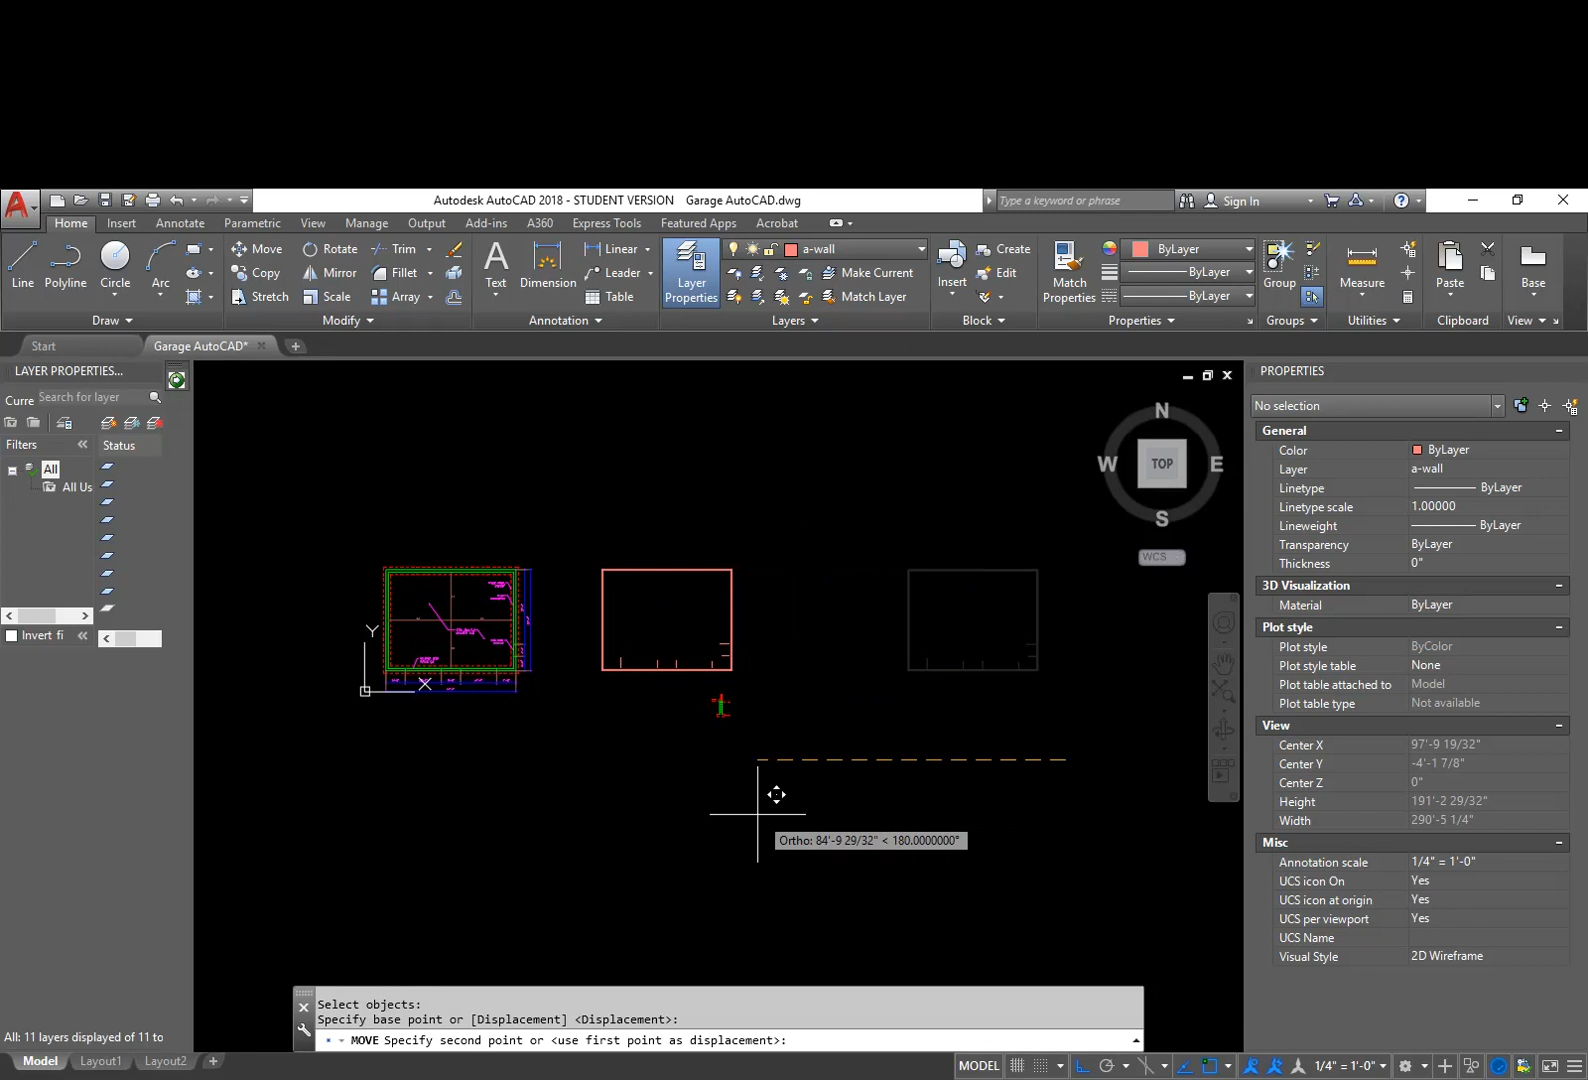 Autodesk AutoCAD 2018 - STUDENT VERSION Garage AutoCAD.dwg
Type a keyword or phrase
Sign In
Home Insert Annotate Parametric View Manage Output Add-ins A360 Express Tools Featured Apps Acrobat
Line Polyline Circle Arc
Draw
Move Rotate Trim
Copy Mirror Fillet
Stretch Scale Array
Modify
Text Dimension
Linear
Leader
Table
Annotation
Layer Properties
a-wall
Make Current
Match Layer
Layers
Insert
Create
Edit
Block
Match Properties
ByLayer
ByLayer
ByLayer
Properties
Group
Groups
Measure
Utilities
Paste
Clipboard
Base
View
Start
Garage AutoCAD*
LAYER PROPERTIES...
Curre
Search for layer
Filters
Status
All
All Us
Invert fi
All: 11 layers displayed of 11 to
N
W TOP E
S
WCS
Y
X
Ortho: 84'-9 29/32" < 180.0000000°
Select objects:
Specify base point or [Displacement] <Displacement>:
MOVE Specify second point or <use first point as displacement>:
PROPERTIES
No selection
General
Color ByLayer
Layer a-wall
Linetype ByLayer
Linetype scale 1.00000
Lineweight ByLayer
Transparency ByLayer
Thickness 0"
3D Visualization
Material ByLayer
Plot style
Plot style ByColor
Plot style table None
Plot table attached to Model
Plot table type Not available
View
Center X 97'-9 19/32"
Center Y -4'-1 7/8"
Center Z 0"
Height 191'-2 29/32"
Width 290'-5 1/4"
Misc
Annotation scale 1/4" = 1'-0"
UCS icon On Yes
UCS icon at origin Yes
UCS per viewport Yes
UCS Name
Visual Style 2D Wireframe
Model Layout1 Layout2
MODEL
1/4" = 1'-0"